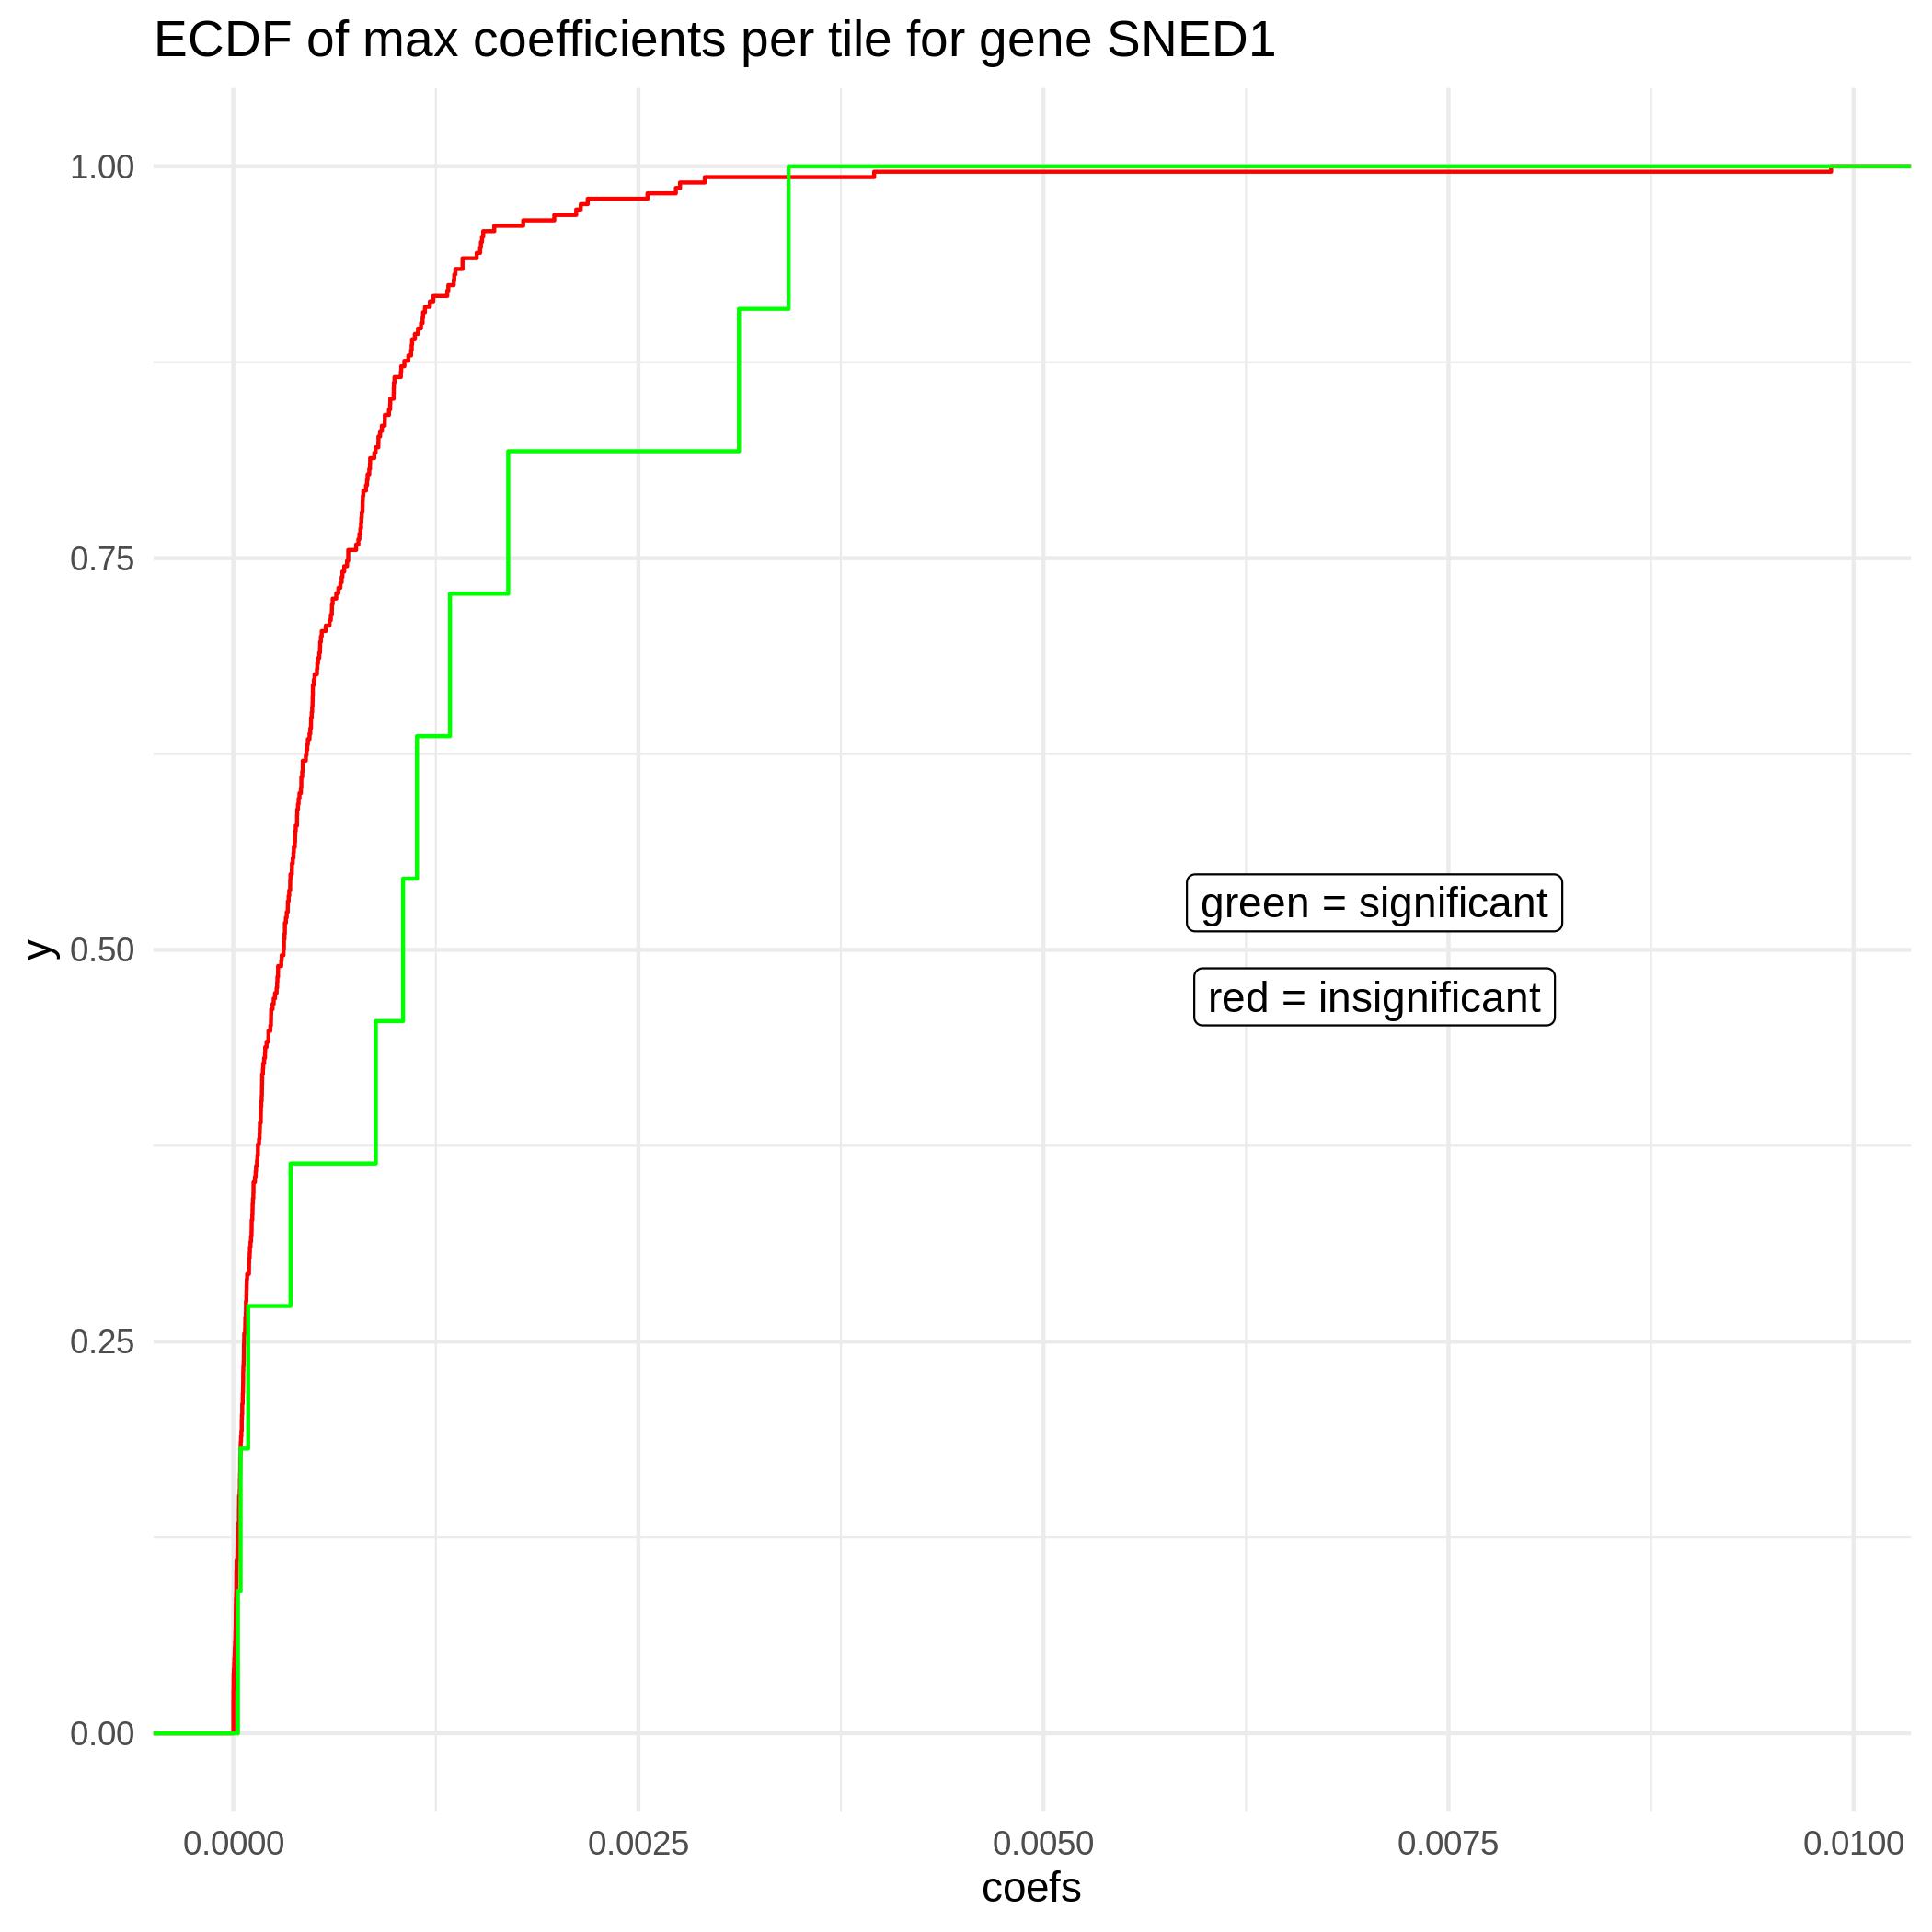 ECDF of max coefficients per tile for gene SNED1
1.00
0.75
0.50
0.25
0.00
y
green = significant
red = insignificant
0.0000 0.0025 0.0050 0.0075 0.0100
coefs